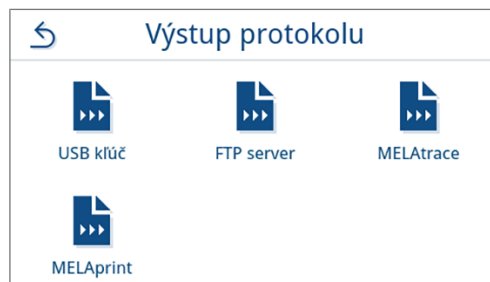 Výstup protokolu
USB kľúč
FTP server
MELAtrace
MELAprint